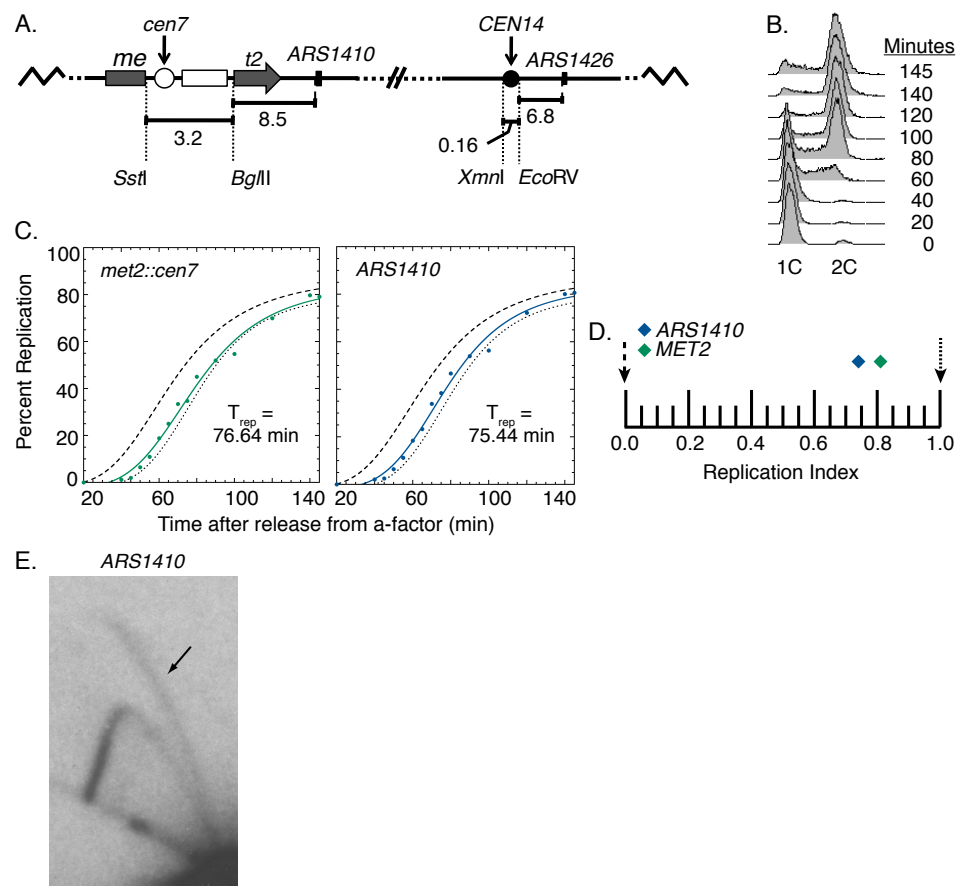 A.
cen7
me
t2
ARS1410
CEN14
ARS1426
8.5
3.2
6.8
0.16
SstI
BglII
XmnI
EcoRV
B.
Minutes
145
140
120
100
80
60
40
20
0
1C
2C
C.
100
80
60
40
20
0
Percent Replication
met2::cen7
Trep =
76.64 min
20
60
100
140
ARS1410
Trep =
75.44 min
20
60
100
140
Time after release from a-factor (min)
D.
ARS1410
MET2
0.0
0.2
0.4
0.6
0.8
1.0
Replication Index
E.
ARS1410